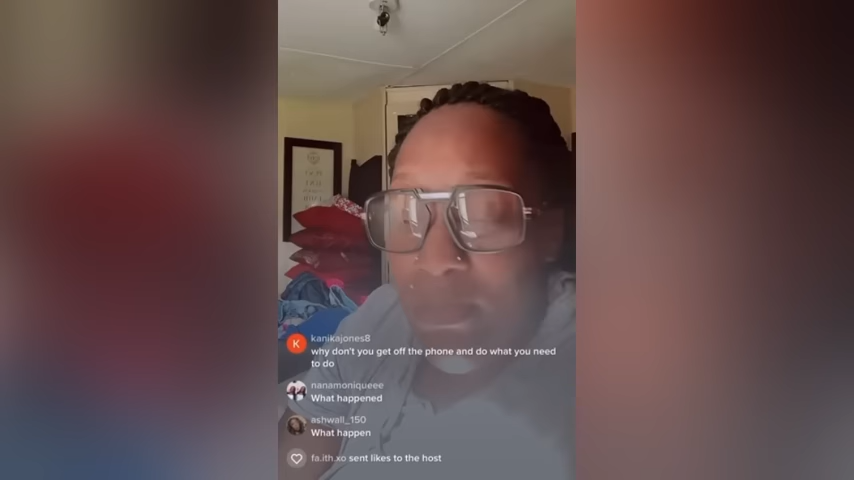 kanikajones8
why don't you get off the phone and do what you need
to do
nanamoniqueee
What happened
ashwall_150
What happen
fa.ith.xo sent likes to the host
K